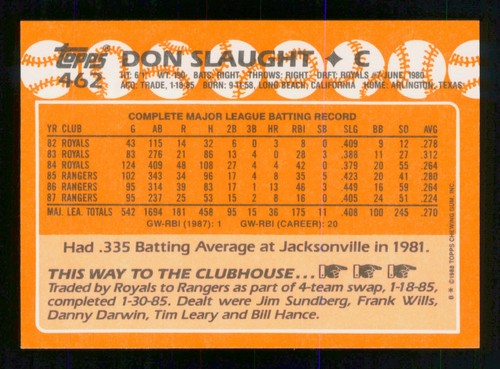 Topps
462
DON SLAUGHT ✦ C
HT: 6'1" WT: 190 BATS: RIGHT THROWS: RIGHT DRFT: ROYALS #7-JUNE, 1980
ACQ: TRADE, 1-18-85 BORN: 9-11-58, LONG BEACH, CALIFORNIA HOME: ARLINGTON, TEXAS
COMPLETE MAJOR LEAGUE BATTING RECORD
YR CLUB G AB R H 2B 3B HR RBI SB SLG BB SO AVG
82 ROYALS 43 115 14 32 6 0 3 8 0 .409 9 12 .278
83 ROYALS 83 276 21 86 13 4 0 28 3 .388 11 27 .312
84 ROYALS 124 409 48 108 27 4 4 42 0 .379 20 55 .264
85 RANGERS 102 343 34 96 17 4 8 35 5 .423 20 41 .280
86 RANGERS 95 314 39 83 17 1 13 46 3 .449 16 59 .264
87 RANGERS 95 237 25 53 15 2 8 16 0 .405 24 51 .224
MAJ. LEA. TOTALS 542 1694 181 458 95 15 36 175 11 .408 100 245 .270
GW-RBI (1987): 1 GW-RBI (CAREER): 20
Had .335 Batting Average at Jacksonville in 1981.
THIS WAY TO THE CLUBHOUSE...
Traded by Royals to Rangers as part of 4-team swap, 1-18-85,
completed 1-30-85. Dealt were Jim Sundberg, Frank Wills,
Danny Darwin, Tim Leary and Bill Hance.
B * © 1988 TOPPS CHEWING GUM, INC.